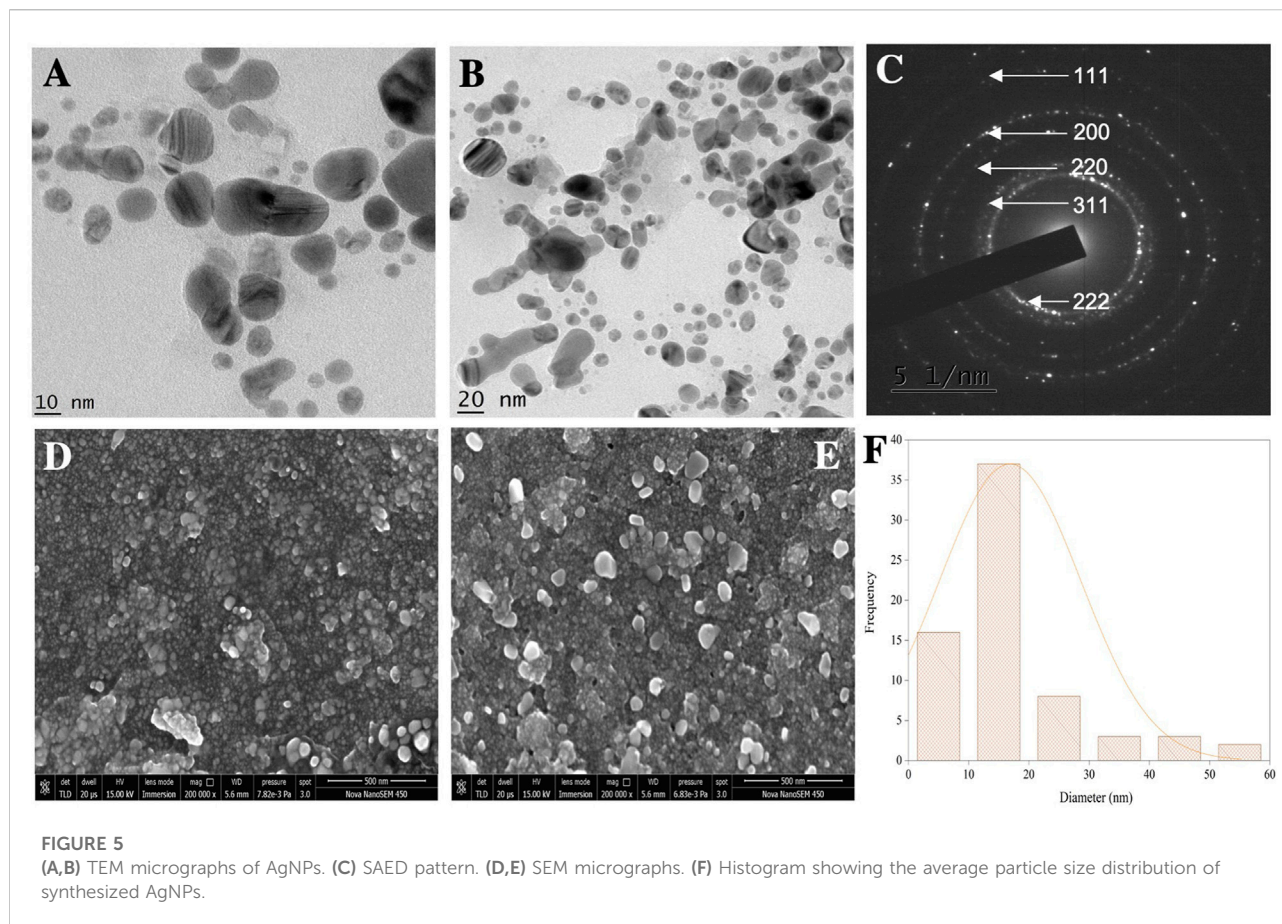 A
10 nm
B
20 nm
C
111
200
220
311
222
5 1/nm
D
det dwell HV lens mode mag □ WD pressure spot 500 nm
TLD 20 µs 15.00 kV Immersion 200 000 x 5.6 mm 7.82e-3 Pa 3.0 Nova NanoSEM 450
E
det dwell HV lens mode mag □ WD pressure spot 500 nm
TLD 20 µs 15.00 kV Immersion 200 000 x 5.6 mm 6.83e-3 Pa 3.0 Nova NanoSEM 450
F
Frequency
40
35
30
25
20
15
10
5
0
0 10 20 30 40 50 60
Diameter (nm)
FIGURE 5
(A,B) TEM micrographs of AgNPs. (C) SAED pattern. (D,E) SEM micrographs. (F) Histogram showing the average particle size distribution of
synthesized AgNPs.